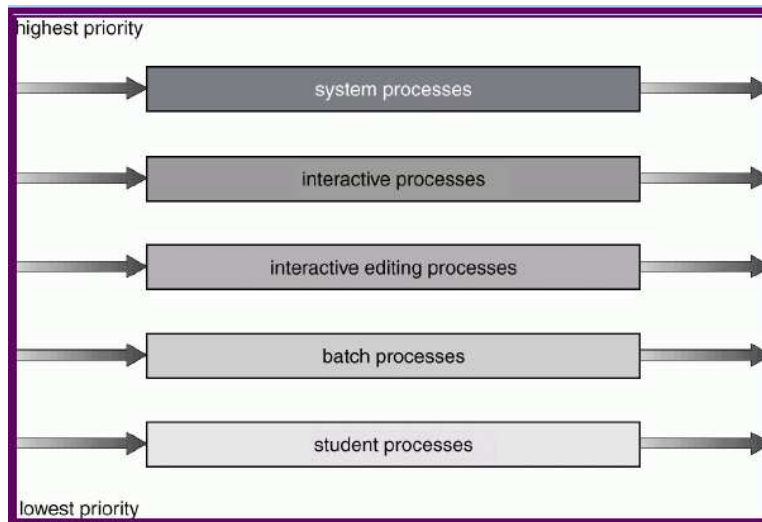 highest priority
system processes
interactive processes
interactive editing processes
batch processes
student processes
lowest priority